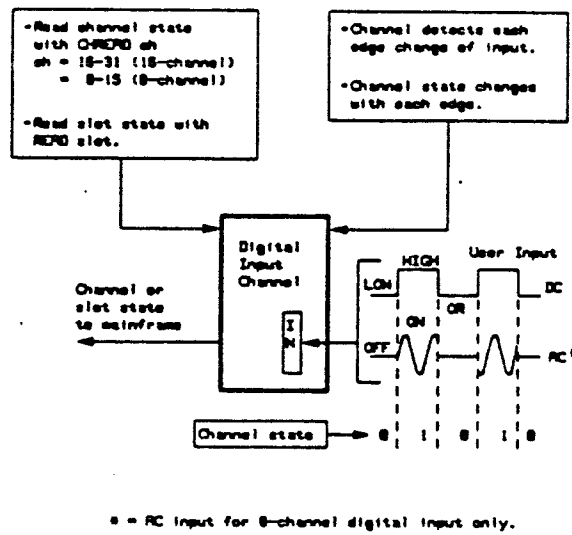 •Read channel state
with CHREAD ch
ch = 16-31 (16-channel)
= 8-15 (8-channel)
•Read slot state with
READ slot.
•Channel detects each
edge change of input.
•Channel state changes
with each edge.
Digital
Input
Channel
IN
Channel or
slot state
to mainframe
User Input
HIGH
LOW
DC
OR
ON
OFF
AC*
Channel state
0 1 0 1 0
* = AC input for 8-channel digital input only.